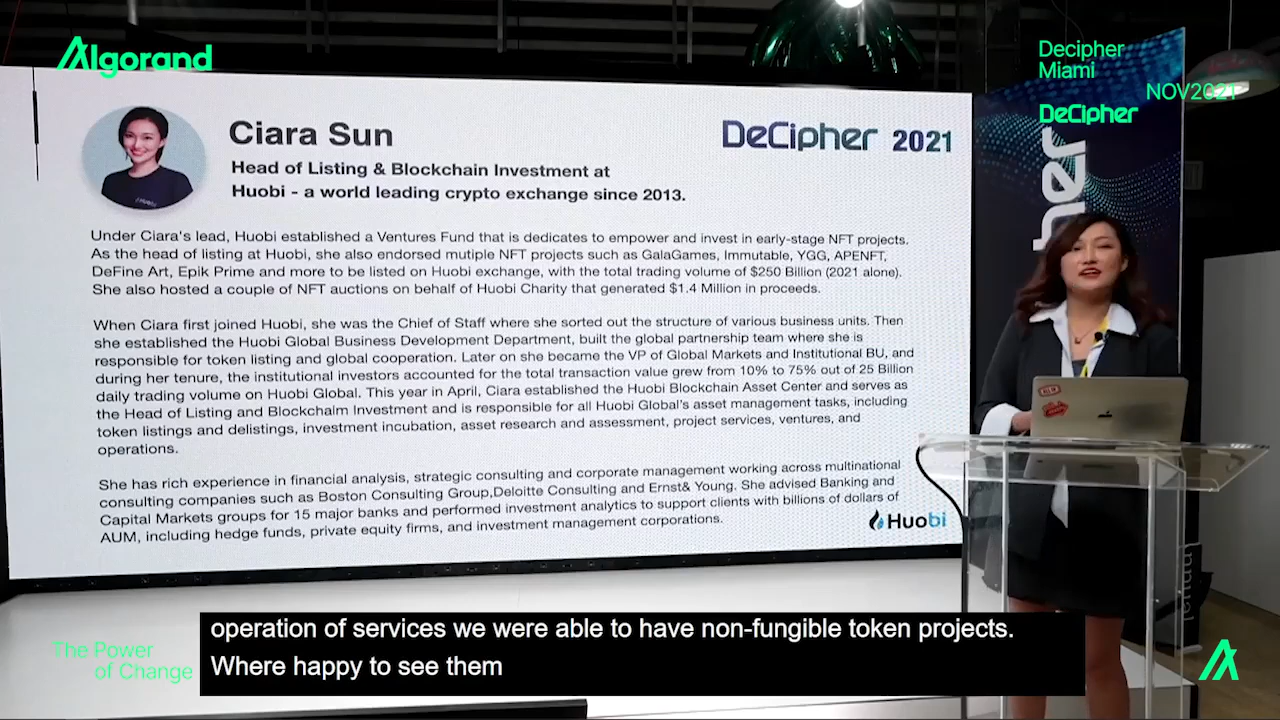 Algorand
Decipher
Miami
NOV2021
DeCipher
Ciara Sun
DeCipher 2021
Head of Listing & Blockchain Investment at
Huobi - a world leading crypto exchange since 2013.
Under Ciara's lead, Huobi established a Ventures Fund that is dedicates to empower and invest in early-stage NFT projects.
As the head of listing at Huobi, she also endorsed mutiple NFT projects such as GalaGames, Immutable, YGG, APENFT,
DeFine Art, Epik Prime and more to be listed on Huobi exchange, with the total trading volume of $250 Billion (2021 alone).
She also hosted a couple of NFT auctions on behalf of Huobi Charity that generated $1.4 Million in proceeds.
When Ciara first joined Huobi, she was the Chief of Staff where she sorted out the structure of various business units. Then
she established the Huobi Global Business Development Department, built the global partnership team where she is
responsible for token listing and global cooperation. Later on she became the VP of Global Markets and Institutional BU, and
during her tenure, the institutional investors accounted for the total transaction value grew from 10% to 75% out of 25 Billion
daily trading volume on Huobi Global. This year in April, Ciara established the Huobi Blockchain Asset Center and serves as
the Head of Listing and Blockchalm Investment and is responsible for all Huobi Global's asset management tasks, including
token listings and delistings, investment incubation, asset research and assessment, project services, ventures, and
operations.
She has rich experience in financial analysis, strategic consulting and corporate management working across multinational
consulting companies such as Boston Consulting Group,Deloitte Consulting and Ernst& Young. She advised Banking and
Capital Markets groups for 15 major banks and performed investment analytics to support clients with billions of dollars of
AUM, including hedge funds, private equity firms, and investment management corporations.
Huobi
her
The Power
of Change
operation of services we were able to have non-fungible token projects.
Where happy to see them